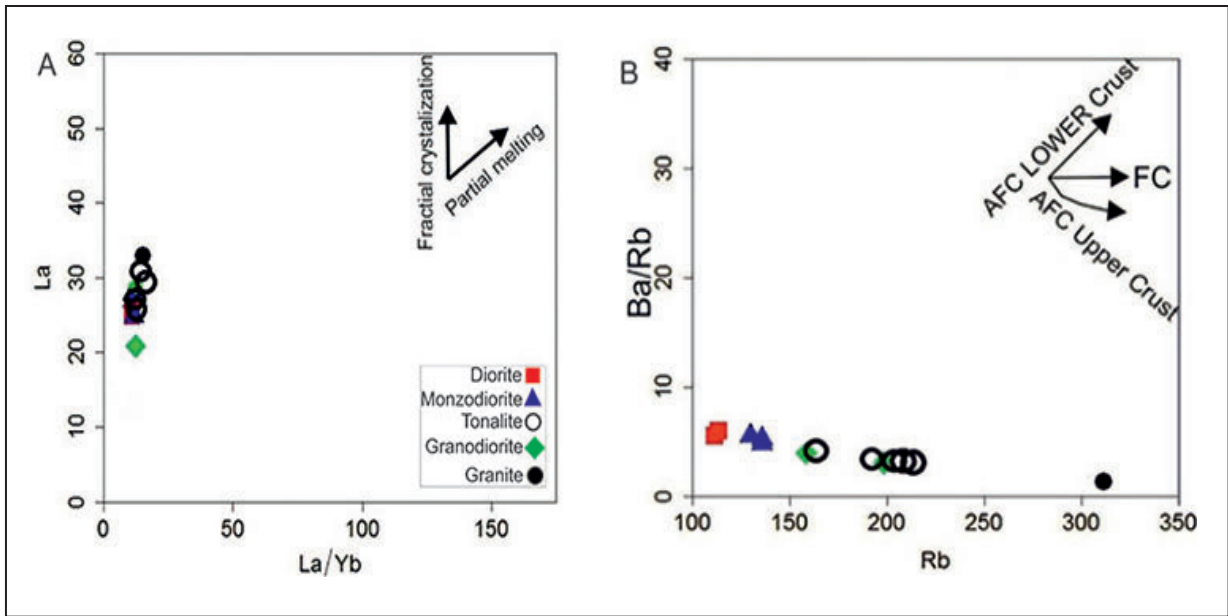 A
60
50
40
30
20
10
0
La
0
50
100
150
La/Yb
Fractial crystalization
Partial melting
Diorite
Monzodiorite
Tonalite
Granodiorite
Granite
B
40
30
20
10
0
Ba/Rb
100
150
200
250
300
350
Rb
AFC LOWER Crust
FC
AFC Upper Crust